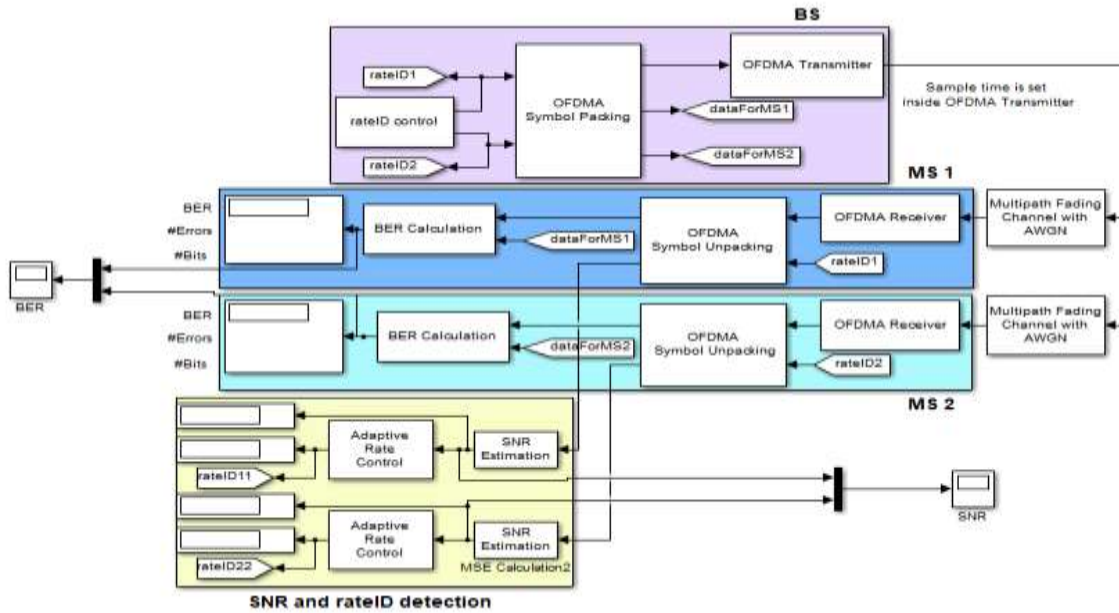 BS
rateID1
rateID control
rateID2
OFDMA
Symbol Packing
OFDMA Transmitter
dataForMS1
dataForMS2
Sample time is set
inside OFDMA Transmitter
MS 1
BER
#Errors
#Bits
BER Calculation
dataForMS1
OFDMA
Symbol Unpacking
OFDMA Receiver
rateID1
Multipath Fading
Channel with
AWGN
BER
BER
#Errors
#Bits
BER Calculation
dataForMS2
OFDMA
Symbol Unpacking
OFDMA Receiver
rateID2
Multipath Fading
Channel with
AWGN
MS 2
Adaptive
Rate
Control
SNR
Estimation
rateID11
Adaptive
Rate
Control
SNR
Estimation
MSE Calculation2
rateID22
SNR
SNR and rateID detection